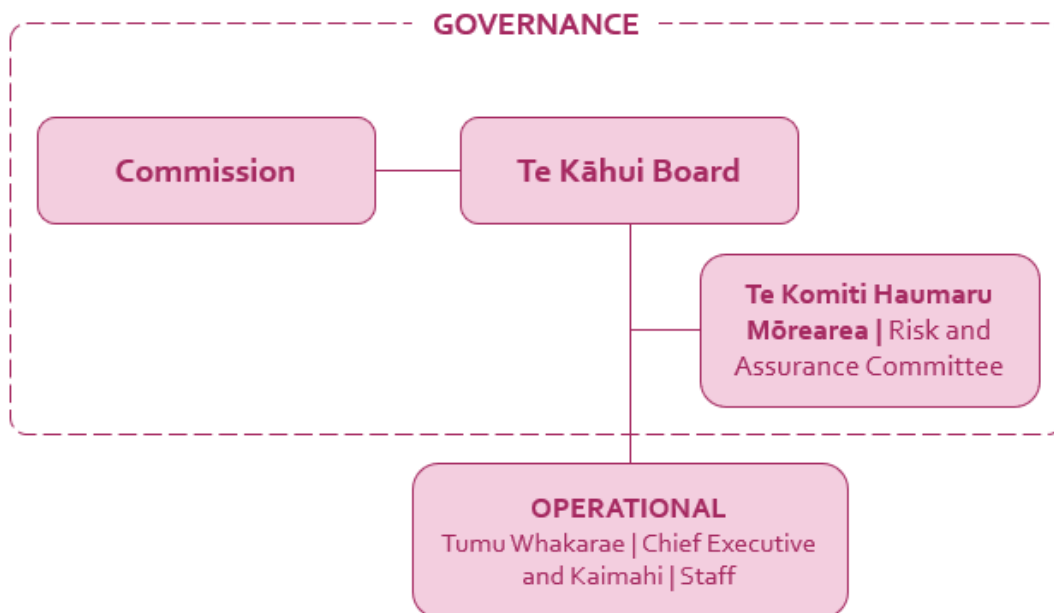 GOVERNANCE
Commission
Te Kāhui Board
Te Komiti Haumaru
Mōrearea | Risk and
Assurance Committee
OPERATIONAL
Tumu Whakarae | Chief Executive
and Kaimahi | Staff